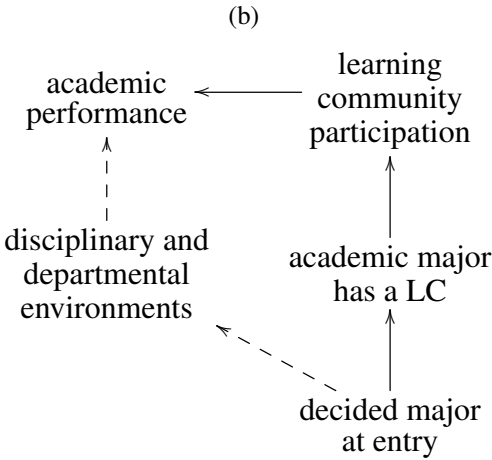 (b)
academic
performance
learning
community
participation
disciplinary and
departmental
environments
academic major
has a LC
decided major
at entry